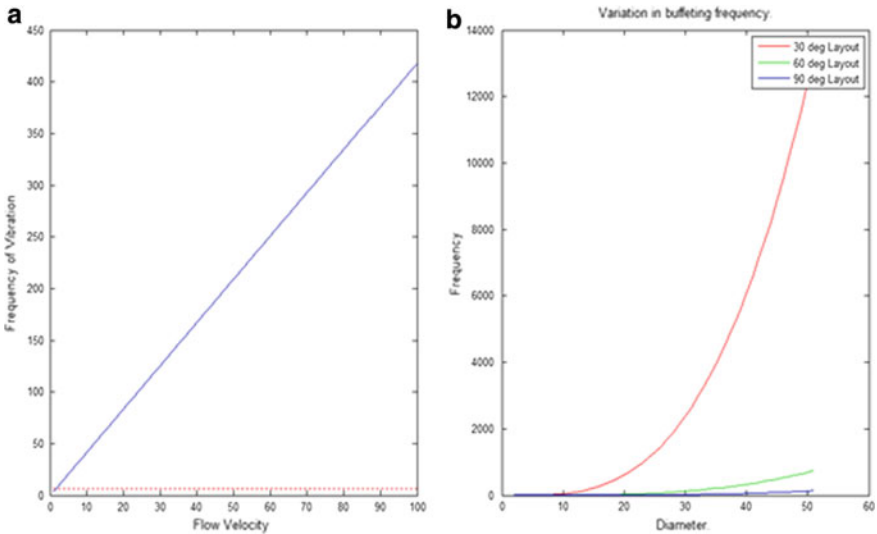 a
450
400
350
300
250
200
150
100
50
0
Frequency of Vibration
0 10 20 30 40 50 60 70 80 90 100
Flow Velocity
b
Variation in buffeting frequency.
14000
12000
10000
8000
6000
4000
2000
0
Frequency
0 10 20 30 40 50 60
Diameter.
30 deg Layout
60 deg Layout
90 deg Layout